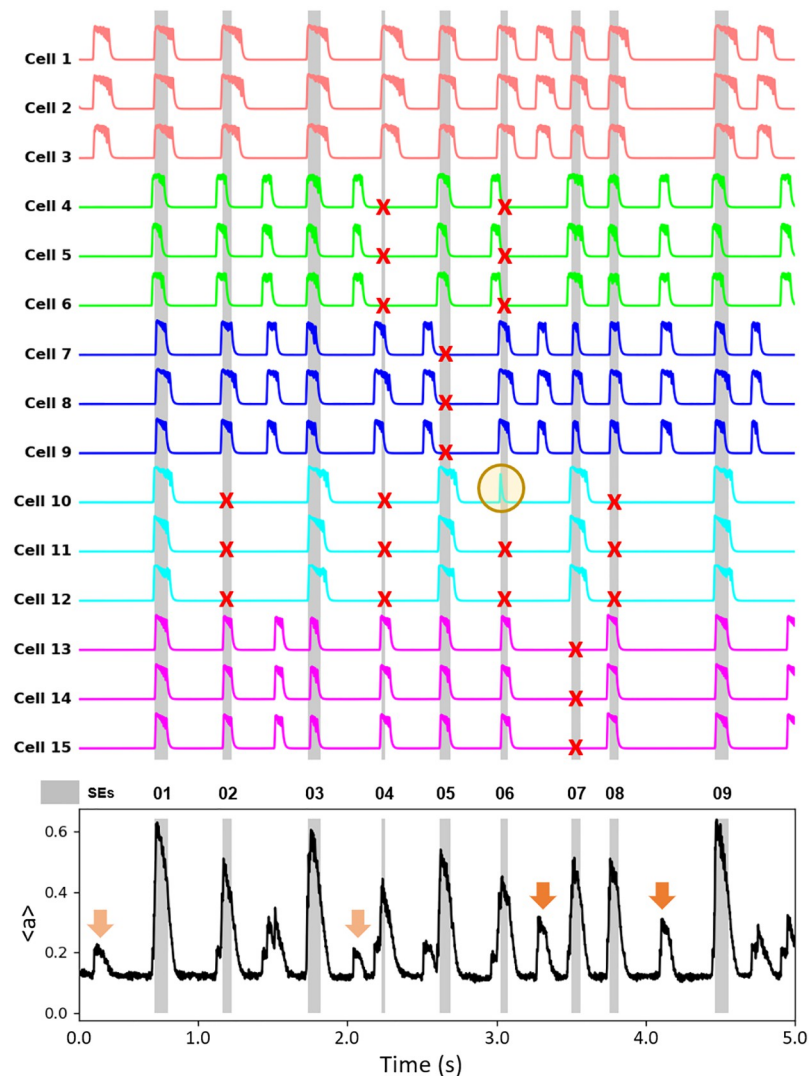 Cell 1
Cell 2
Cell 3
Cell 4
X X
Cell 5
X X
Cell 6
X X
Cell 7
X
Cell 8
X
Cell 9
X
Cell 10
X X X
Cell 11
X X X X
Cell 12
X X X X
Cell 13
X
Cell 14
X
Cell 15
X
SEs 01 02 03 04 05 06 07 08 09
0.6
0.4
0.2
0.0
<a>
0.0 1.0 2.0 3.0 4.0 5.0
Time (s)